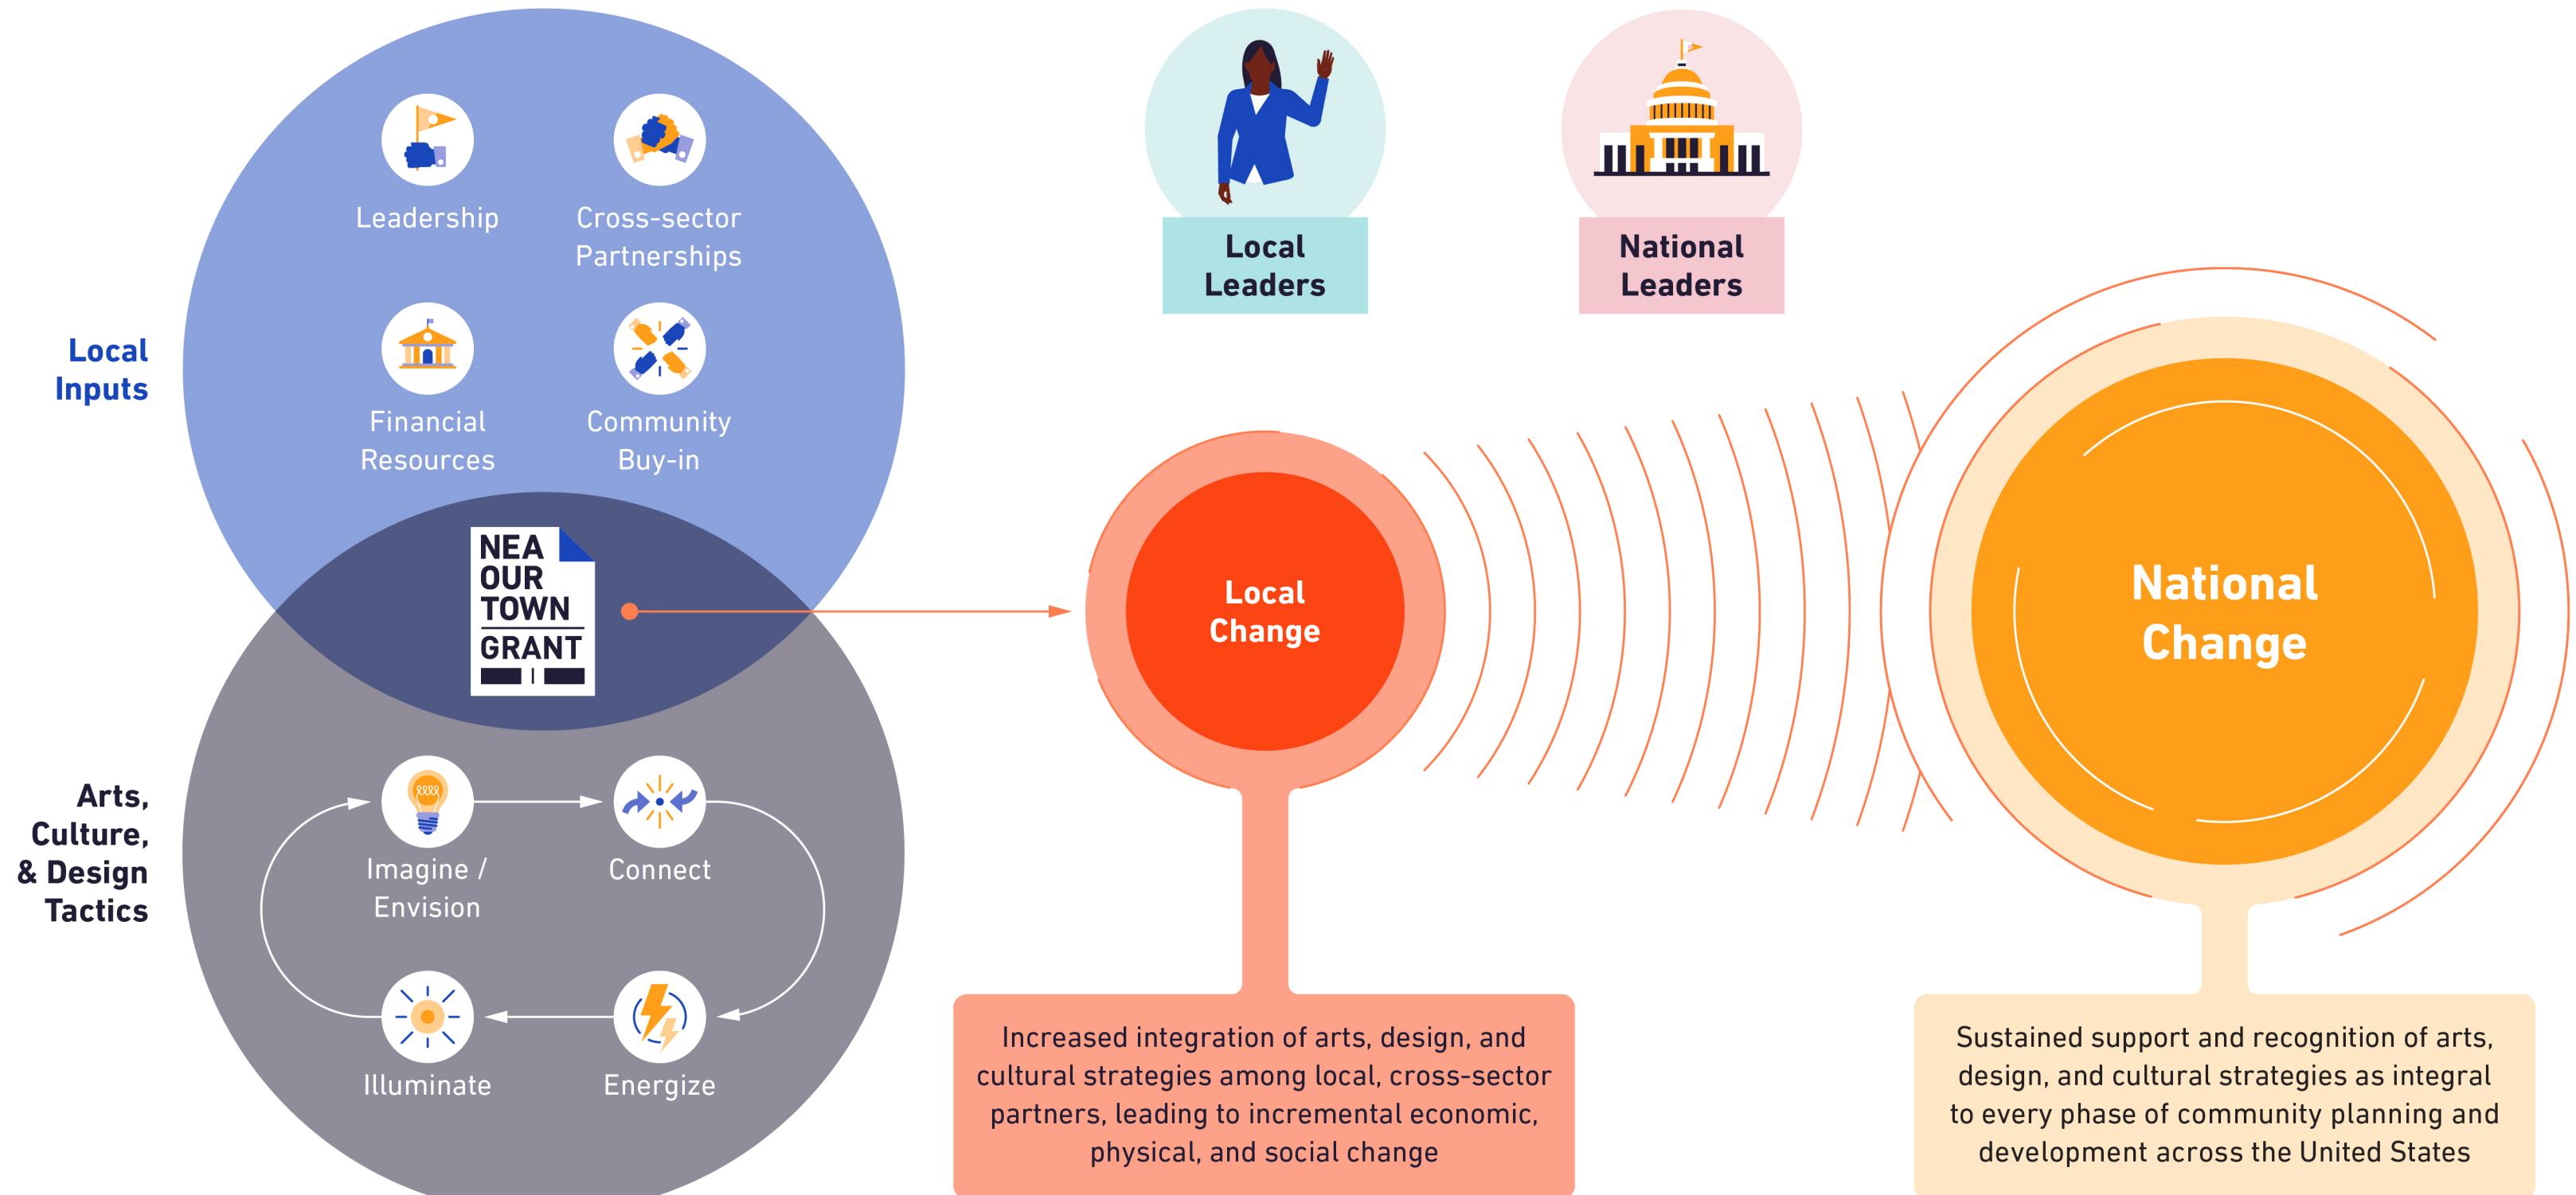 Local
Inputs
Leadership
Cross-sector
Partnerships
Financial
Resources
Community
Buy-in
NEA
OUR
TOWN
GRANT
Arts,
Culture,
& Design
Tactics
Imagine /
Envision
Connect
Illuminate
Energize
Local
Leaders
National
Leaders
Local
Change
National
Change
Increased integration of arts, design, and
cultural strategies among local, cross-sector
partners, leading to incremental economic,
physical, and social change
Sustained support and recognition of arts,
design, and cultural strategies as integral
to every phase of community planning and
development across the United States